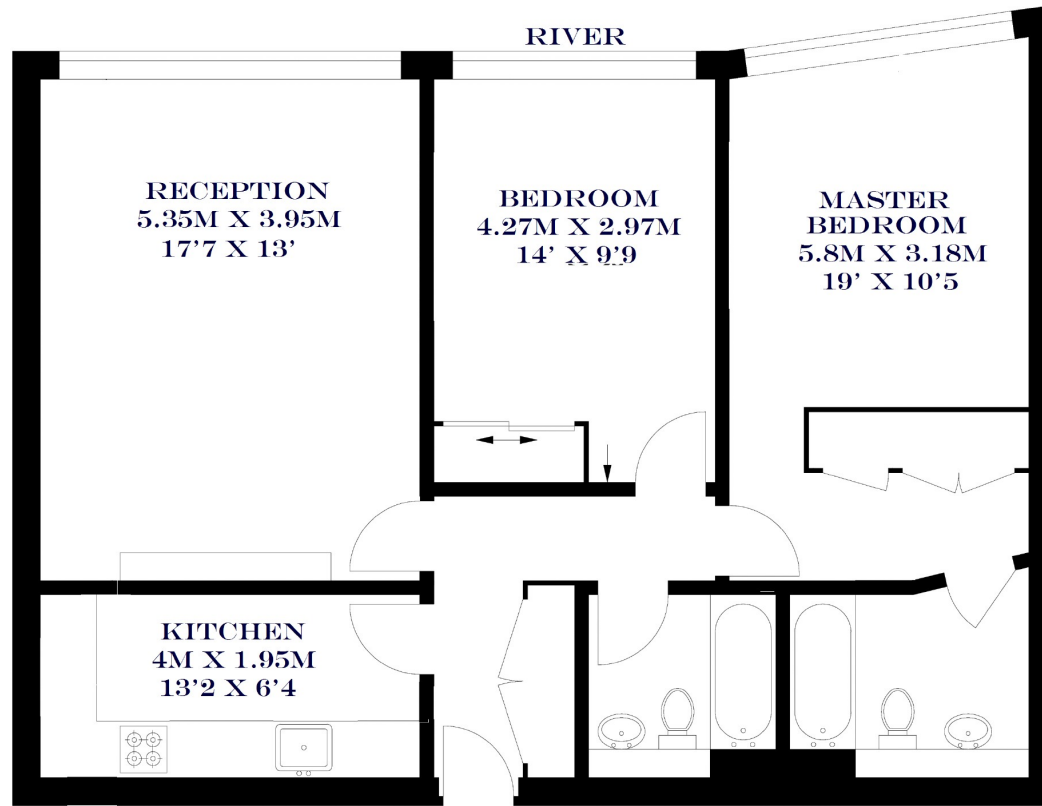 RIVER
RECEPTION
5.35M X 3.95M
17'7 X 13'
BEDROOM
4.27M X 2.97M
14' X 9'9
MASTER
BEDROOM
5.8M X 3.18M
19' X 10'5
KITCHEN
4M X 1.95M
13'2 X 6'4